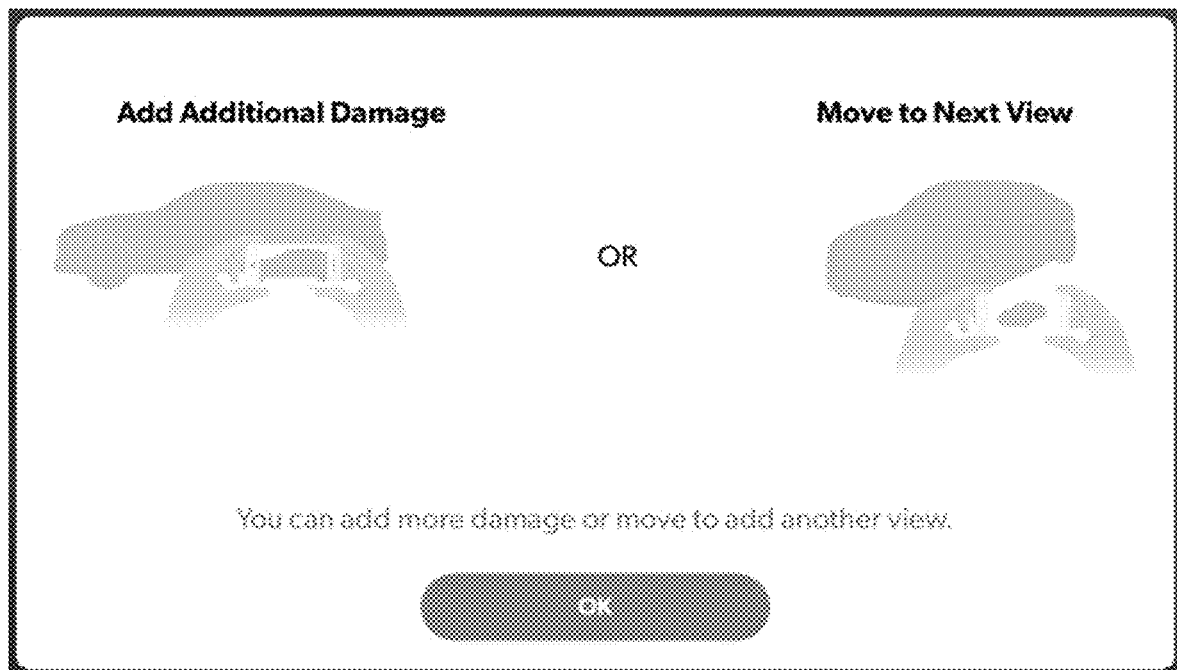 Add Additional Damage
Move to Next View
OR
You can add more damage or move to add another view.
OK